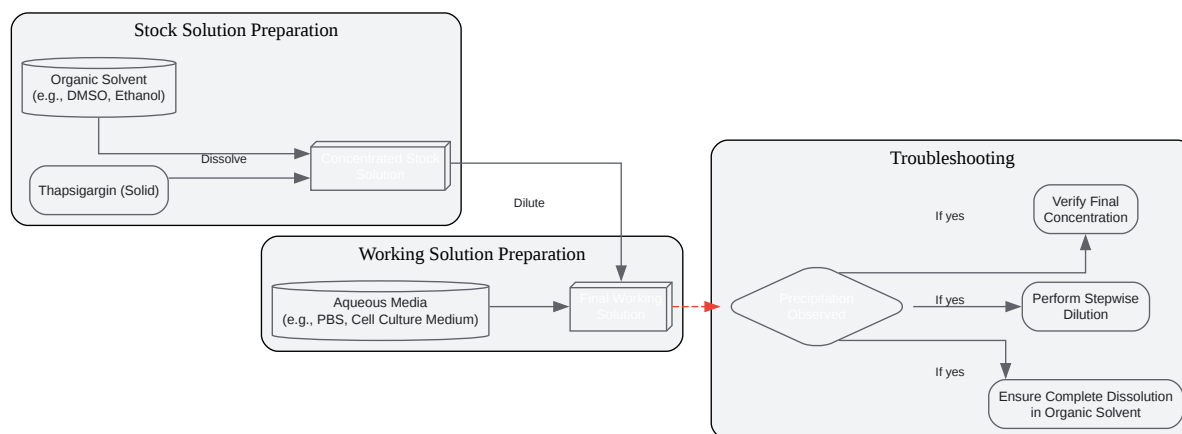 Stock Solution Preparation
Organic Solvent
(e.g., DMSO, Ethanol)
Dissolve
Thapsigargin (Solid)
Concentrated Stock
Solution
Dilute
Working Solution Preparation
Aqueous Media
(e.g., PBS, Cell Culture Medium)
Final Working
Solution
Troubleshooting
Precipitation
Observed
If yes
Verify Final
Concentration
If yes
Perform Stepwise
Dilution
If yes
Ensure Complete Dissolution
in Organic Solvent